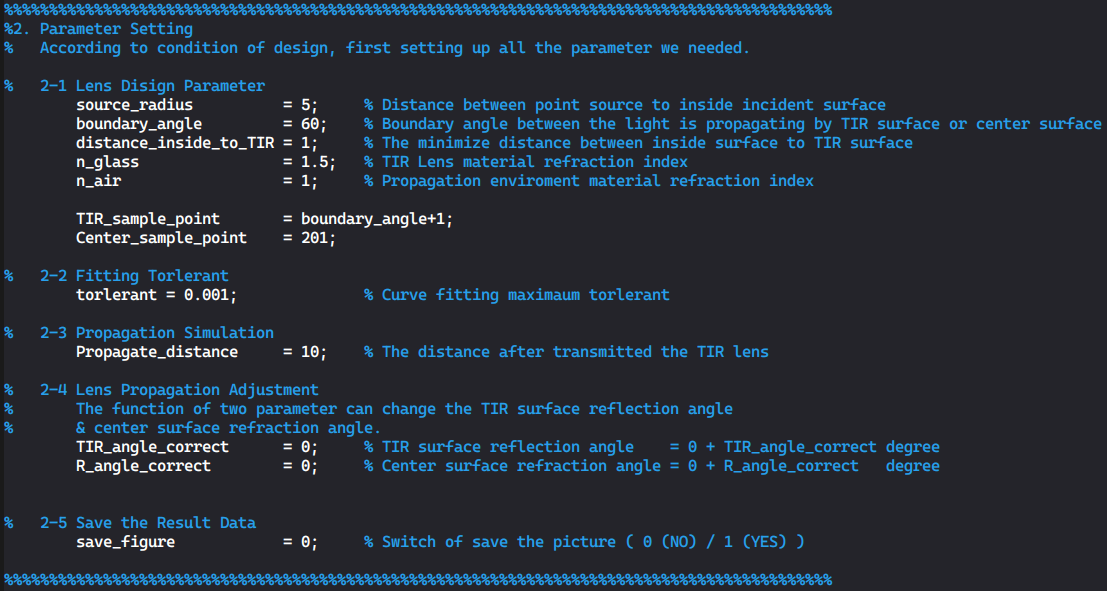 %%%%%%%%%%%%%%%%%%%%%%%%%%%%%%%%%%%%%%%%%%%%%%%%%%%%%%%%%%%%%%%%%%%%%%%%%%%%%%%%%%%%%%%%%%%%%%
%2. Parameter Setting
%   According to condition of design, first setting up all the parameter we needed.
%   2-1 Lens Disign Parameter
        source_radius          = 5;     % Distance between point source to inside incident surface
        boundary_angle         = 60;    % Boundary angle between the light is propagating by TIR surface or center surface
        distance_inside_to_TIR = 1;     % The minimize distance between inside surface to TIR surface
        n_glass                = 1.5;   % TIR Lens material refraction index
        n_air                  = 1;     % Propagation enviroment material refraction index
        TIR_sample_point       = boundary_angle+1;
        Center_sample_point    = 201;
%   2-2 Fitting Torlerant
        torlerant = 0.001;              % Curve fitting maximaum torlerant
%   2-3 Propagation Simulation
        Propagate_distance     = 10;    % The distance after transmitted the TIR lens
%   2-4 Lens Propagation Adjustment
%       The function of two parameter can change the TIR surface reflection angle
%       & center surface refraction angle.
        TIR_angle_correct      = 0;     % TIR surface reflection angle    = 0 + TIR_angle_correct degree
        R_angle_correct        = 0;     % Center surface refraction angle = 0 + R_angle_correct   degree
%   2-5 Save the Result Data
        save_figure            = 0;     % Switch of save the picture ( 0 (NO) / 1 (YES) )
%%%%%%%%%%%%%%%%%%%%%%%%%%%%%%%%%%%%%%%%%%%%%%%%%%%%%%%%%%%%%%%%%%%%%%%%%%%%%%%%%%%%%%%%%%%%%%